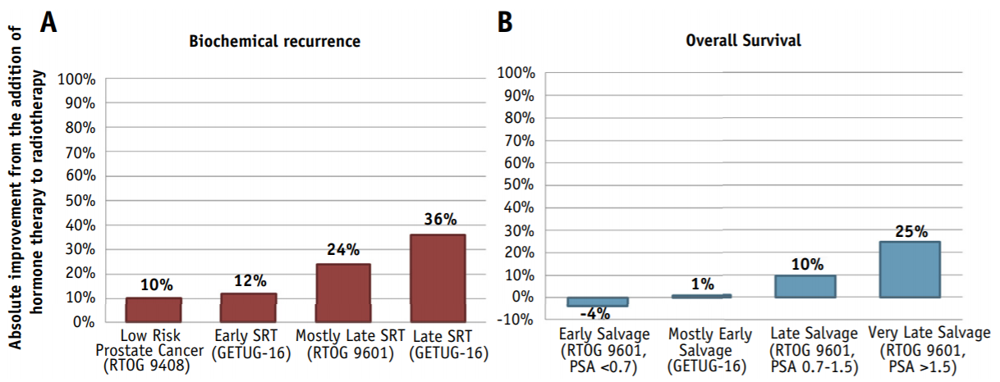 A
Biochemical recurrence
Absolute improvement from the addition of
hormone therapy to radiotherapy
100%
90%
80%
70%
60%
50%
40%
30%
20%
10%
0%
10%
12%
24%
36%
Low Risk
Prostate Cancer
(RTOG 9408)
Early SRT
(GETUG-16)
Mostly Late SRT
(RTOG 9601)
Late SRT
(GETUG-16)
B
Overall Survival
100%
90%
80%
70%
60%
50%
40%
30%
20%
10%
0%
-10%
-4%
1%
10%
25%
Early Salvage
(RTOG 9601,
PSA <0.7)
Mostly Early
Salvage
(GETUG-16)
Late Salvage
(RTOG 9601,
PSA 0.7-1.5)
Very Late Salvage
(RTOG 9601,
PSA >1.5)